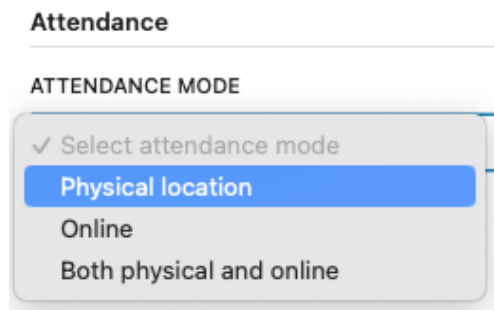 Attendance
ATTENDANCE MODE
✓ Select attendance mode
Physical location
Online
Both physical and online